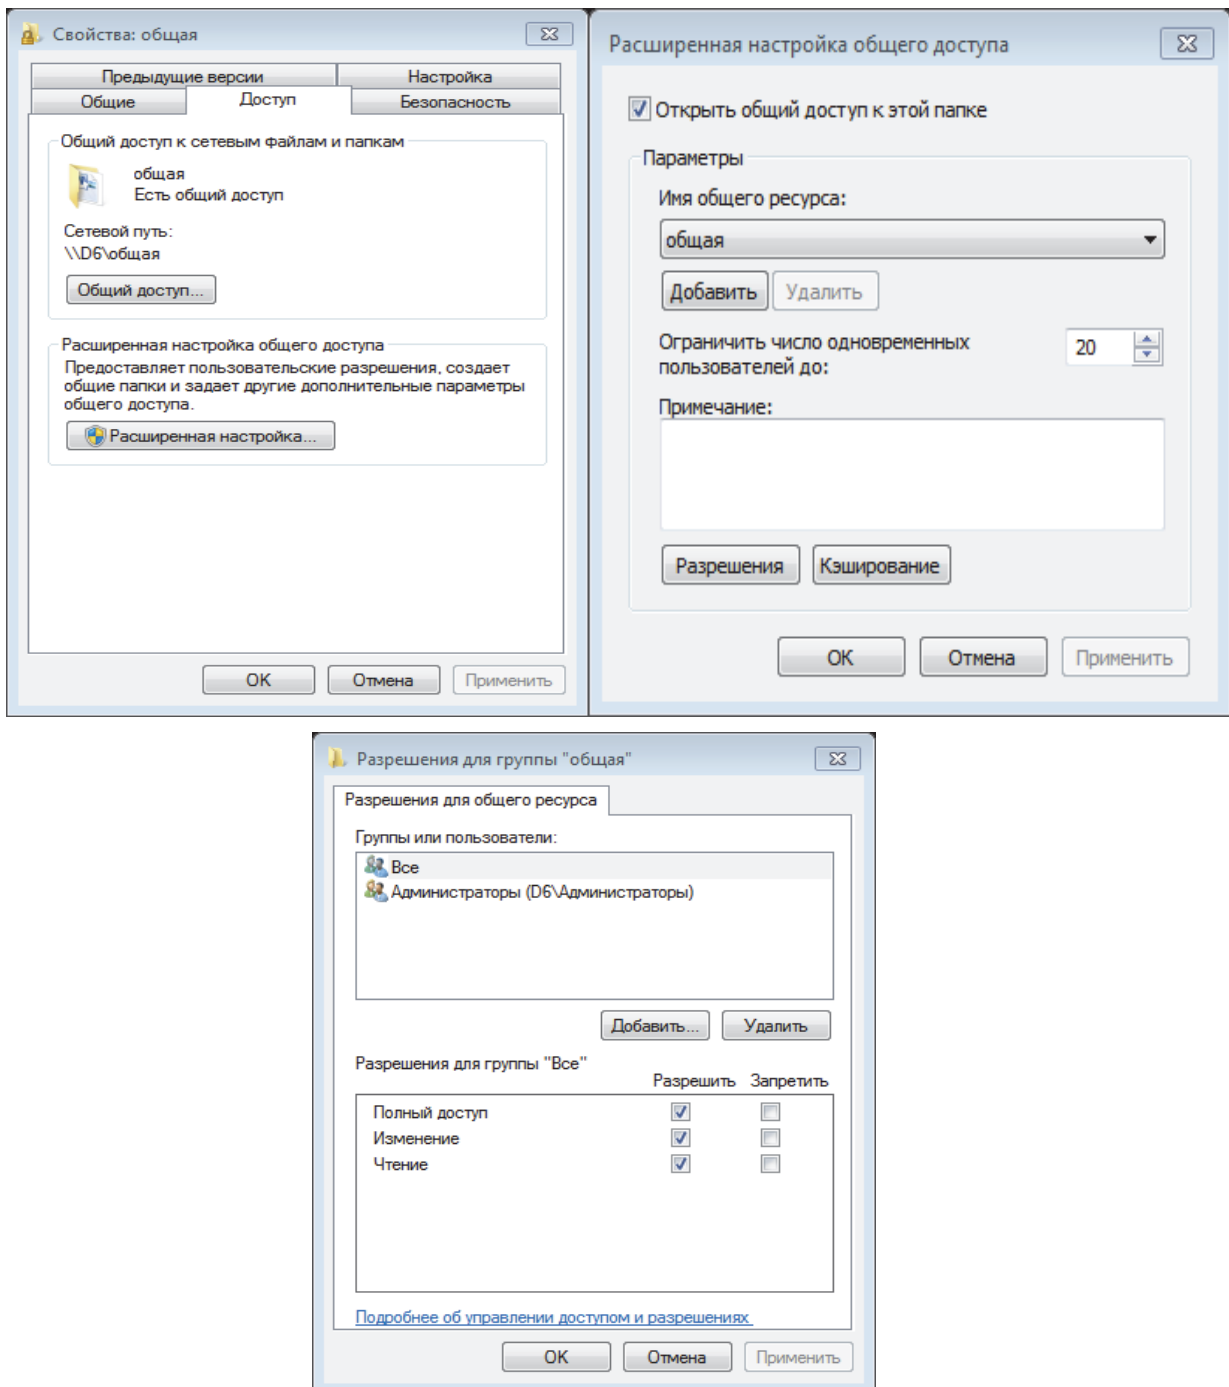 Свойства: общая
Предыдущие версии
Настройка
Общие
Доступ
Безопасность
Общий доступ к сетевым файлам и папкам
общая
Есть общий доступ
Сетевой путь:
\\D6\общая
Общий доступ...
Расширенная настройка общего доступа
Предоставляет пользовательские разрешения, создает
общие папки и задает другие дополнительные параметры
общего доступа.
Расширенная настройка...
OK
Отмена
Применить
Расширенная настройка общего доступа
Открыть общий доступ к этой папке
Параметры
Имя общего ресурса:
общая
Добавить
Удалить
Ограничить число одновременных
пользователей до:
20
Примечание:
Разрешения
Кэширование
ОК
Отмена
Применить
Разрешения для группы "общая"
Разрешения для общего ресурса
Группы или пользователи:
Все
Администраторы (D6\Администраторы)
Добавить...
Удалить
Разрешения для группы "Все"
Разрешить
Запретить
Полный доступ
Изменение
Чтение
Подробнее об управлении доступом и разрешениях
OK
Отмена
Применить